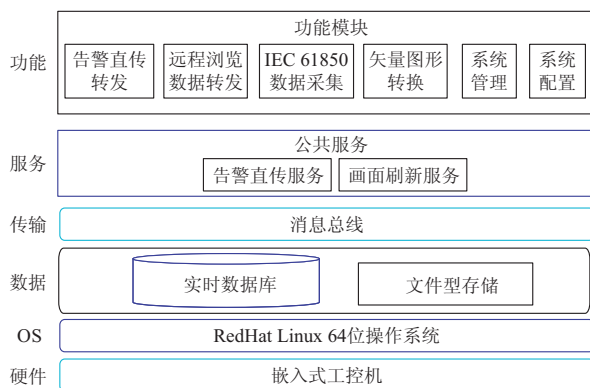 功能模块
功能
告警直传
转发
远程浏览
数据转发
IEC 61850
数据采集
矢量图形
转换
系统
管理
系统
配置
服务
公共服务
告警直传服务
画面刷新服务
传输
消息总线
数据
实时数据库
文件型存储
OS
RedHat Linux 64位操作系统
硬件
嵌入式工控机